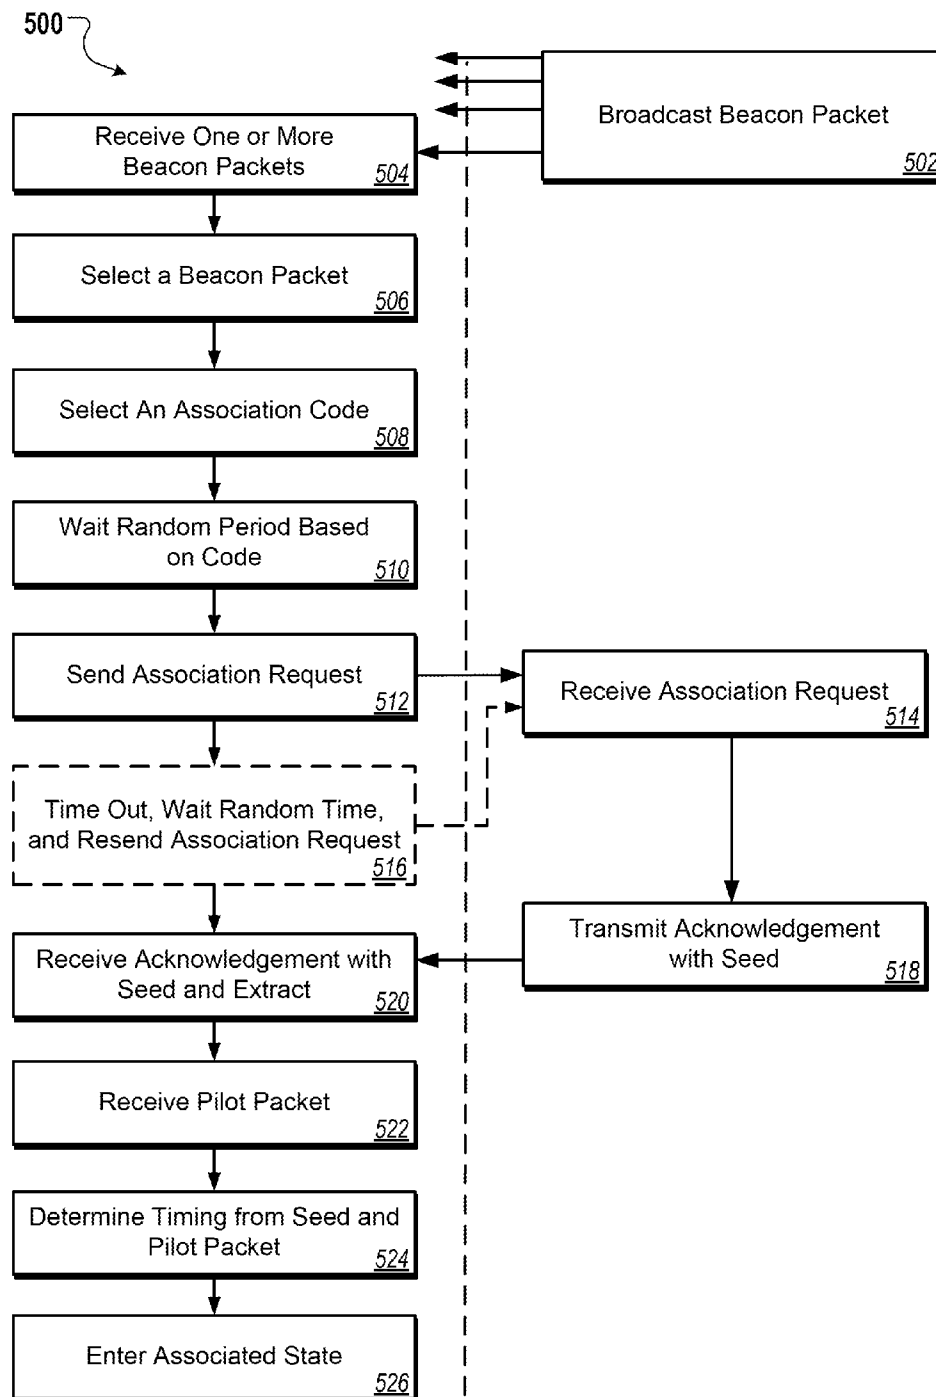 500
Broadcast Beacon Packet
502
Receive One or More
Beacon Packets
504
Select a Beacon Packet
506
Select An Association Code
508
Wait Random Period Based
on Code
510
Send Association Request
512
Receive Association Request
514
Time Out, Wait Random Time,
and Resend Association Request
516
Transmit Acknowledgement
with Seed
518
Receive Acknowledgement with
Seed and Extract
520
Receive Pilot Packet
522
Determine Timing from Seed and
Pilot Packet
524
Enter Associated State
526